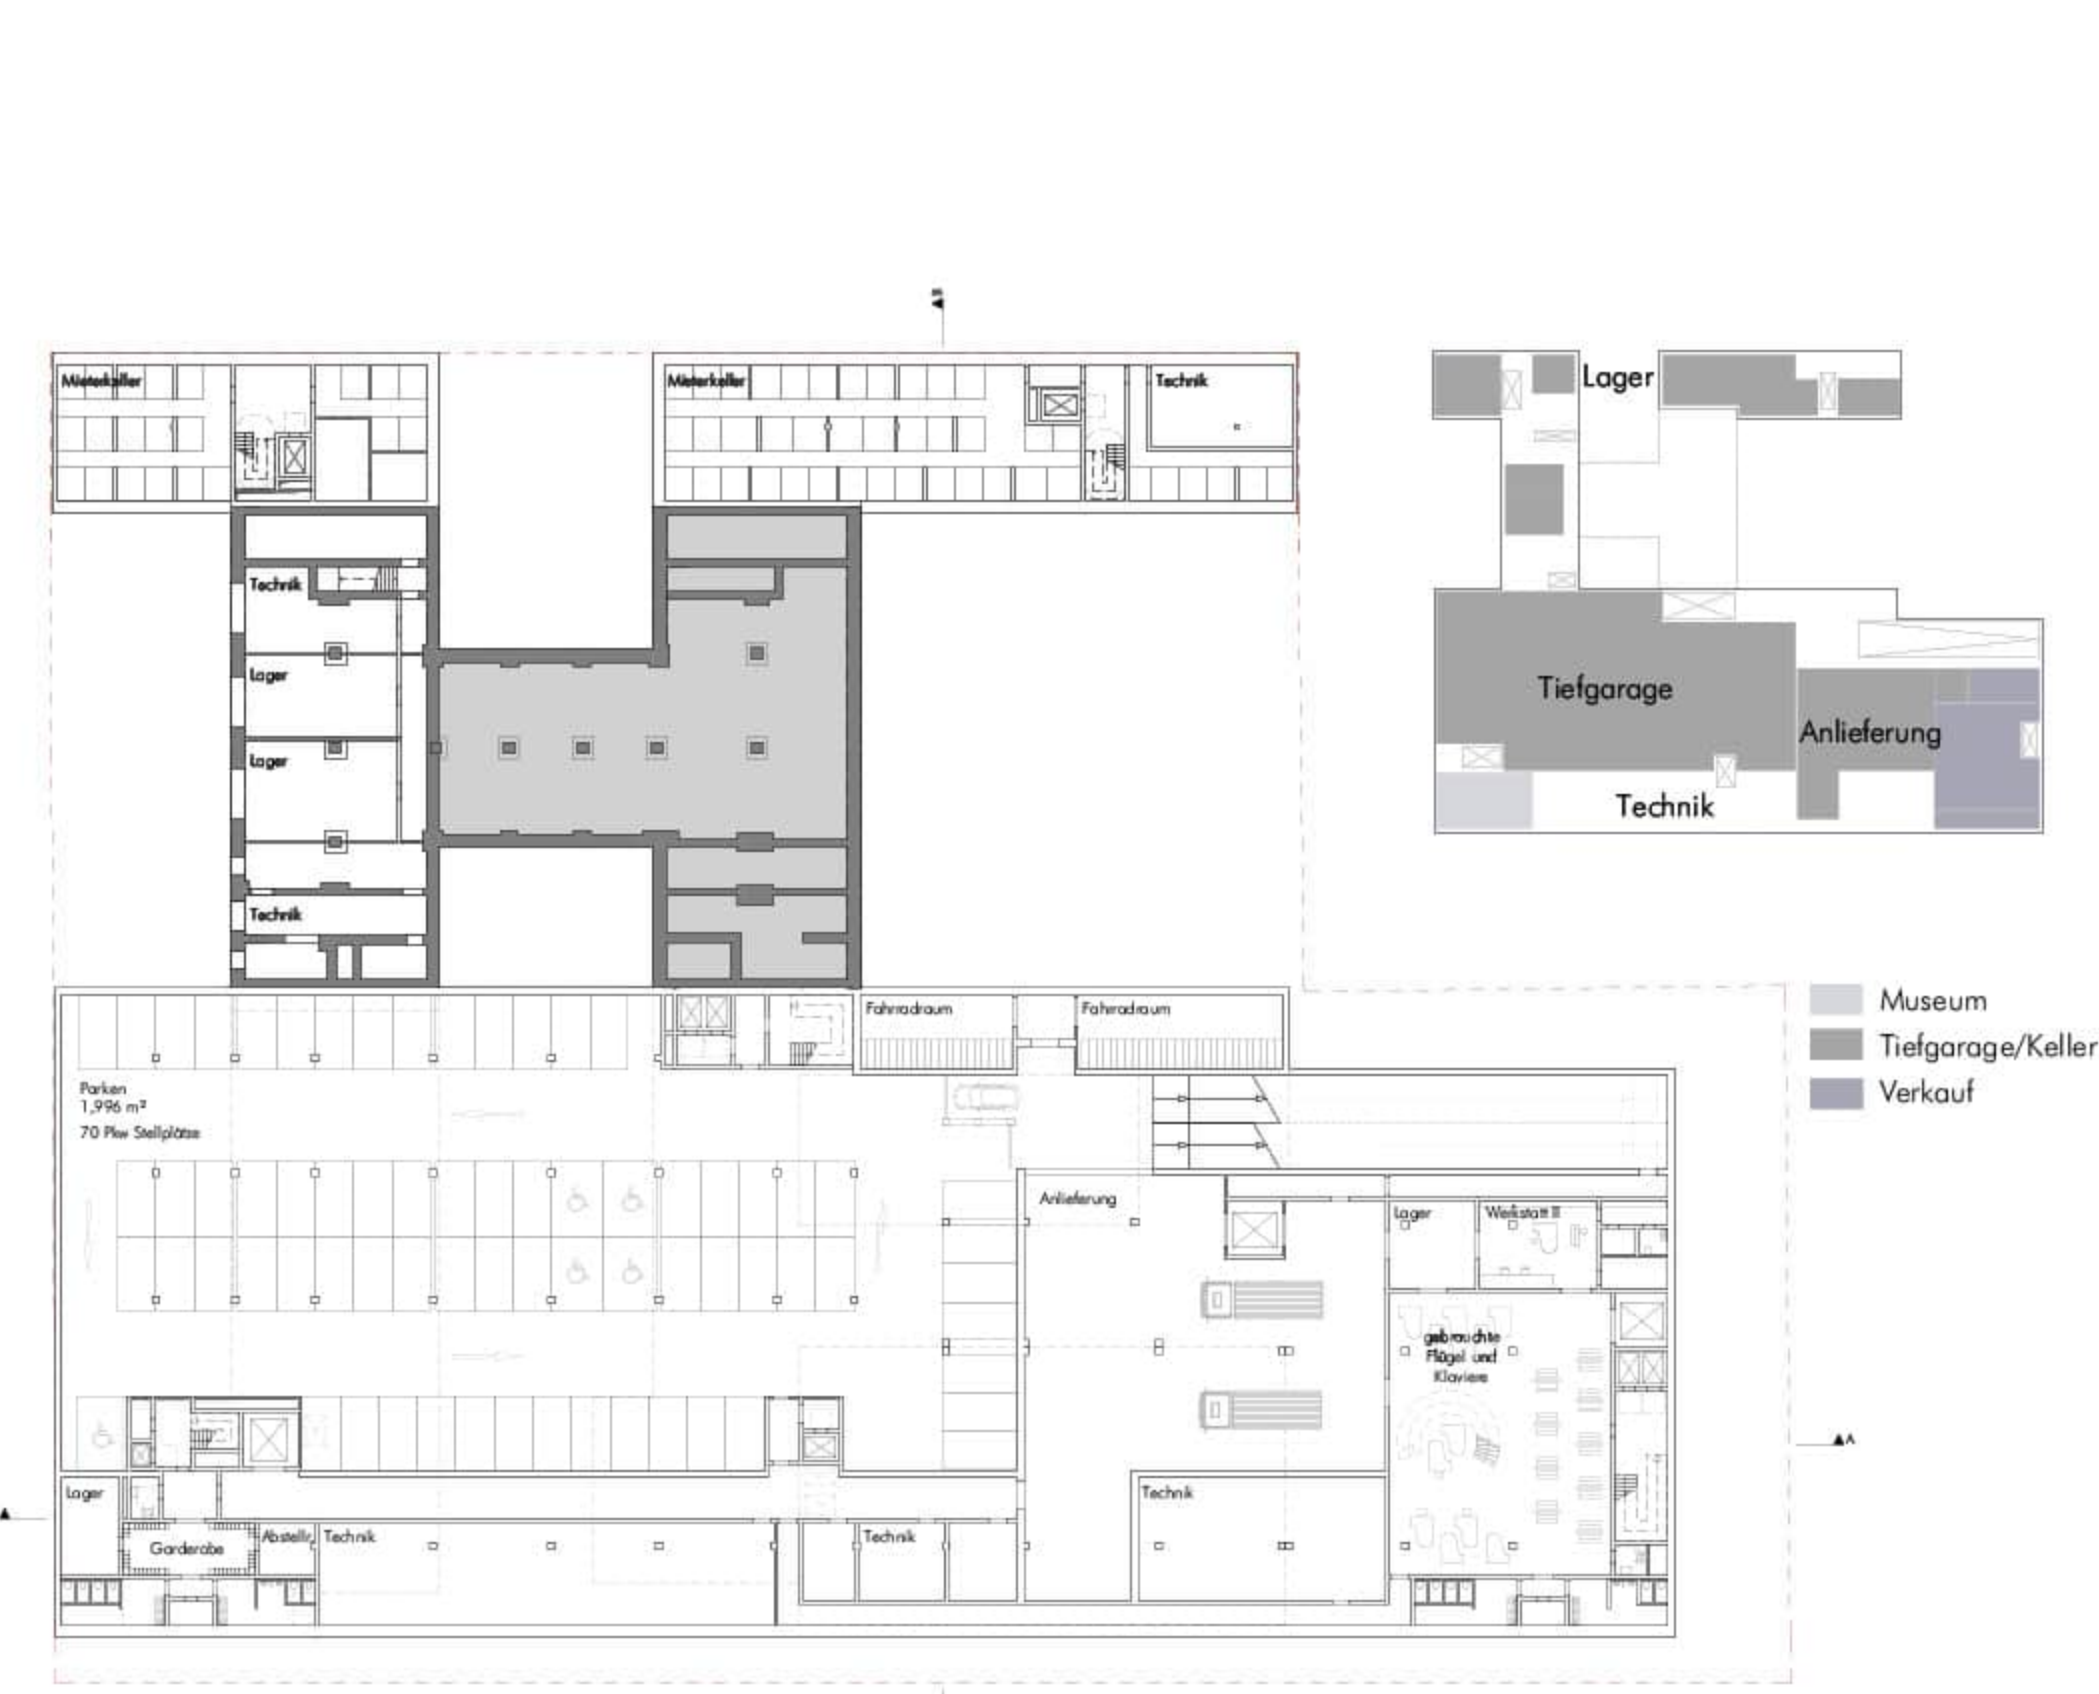 B
Mieterkeller
Mieterkeller
Technik
Lager
Technik
Lager
Lager
Technik
Tiefgarage
Anlieferung
Technik
Museum
Tiefgarage/Keller
Verkauf
Fahrradraum
Fahrradraum
Parken
1,996 m²
70 Pkw Stellplätze
Anlieferung
Lager
Werkstatt II
gebrauchte
Flügel und
Klaviere
A
Lager
Technik
Garderobe
Abstellr.
Technik
Technik